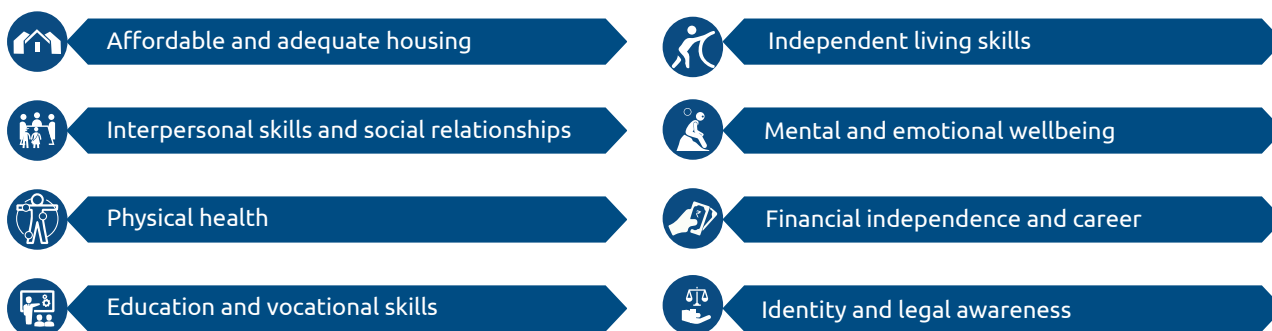 Affordable and adequate housing
Interpersonal skills and social relationships
Physical health
Education and vocational skills
Independent living skills
Mental and emotional wellbeing
Financial independence and career
Identity and legal awareness